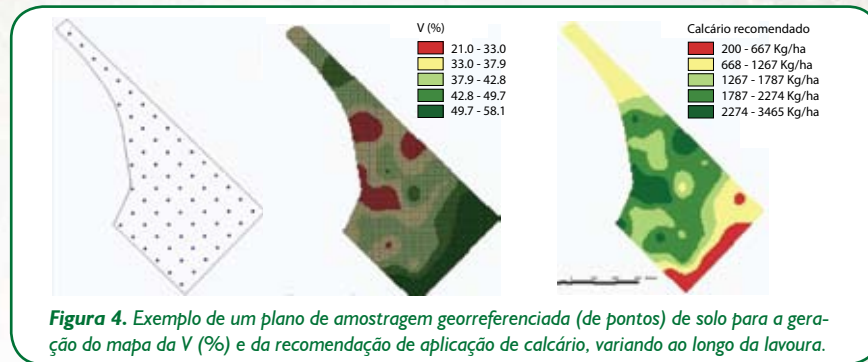 V (%)
21.0 - 33.0
33.0 - 37.9
37.9 - 42.8
42.8 - 49.7
49.7 - 58.1
Calcário recomendado
200 - 667 Kg/ha
668 - 1267 Kg/ha
1267 - 1787 Kg/ha
1787 - 2274 Kg/ha
2274 - 3465 Kg/ha
Figura 4. Exemplo de um plano de amostragem georreferenciada (de pontos) de solo para a gera-
ção do mapa da V (%) e da recomendação de aplicação de calcário, variando ao longo da lavoura.